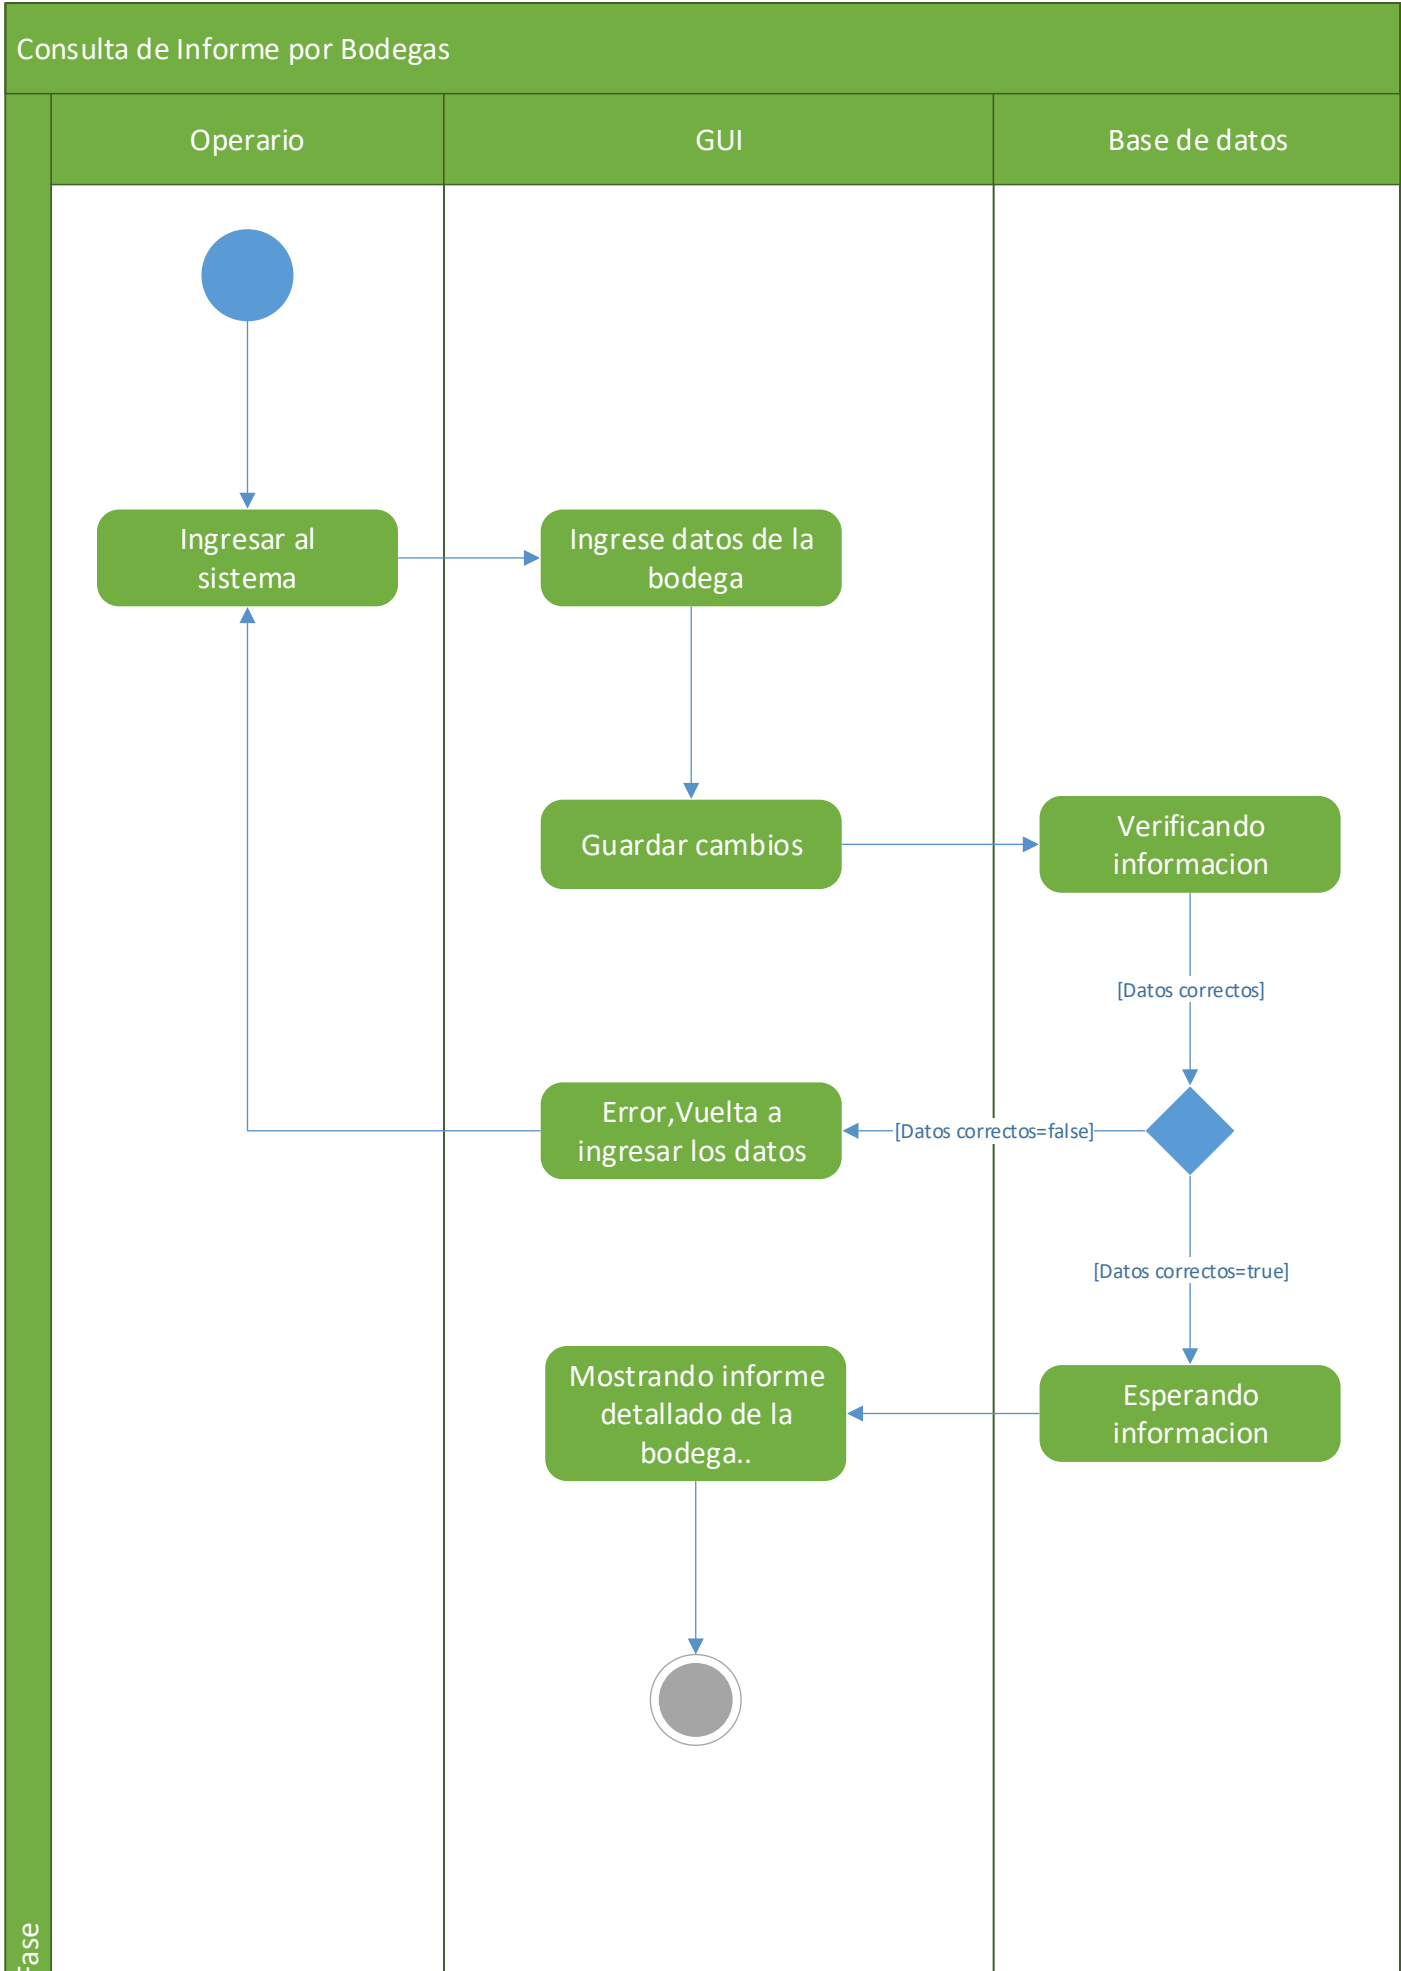 Consulta de Informe por Bodegas
Operario
GUI
Base de datos
Ingresar al
sistema
Ingrese datos de la
bodega
Guardar cambios
Verificando
informacion
[Datos correctos]
Error,Vuelta a
ingresar los datos
[Datos correctos=false]
[Datos correctos=true]
Mostrando informe
detallado de la
bodega..
Esperando
informacion
Fase